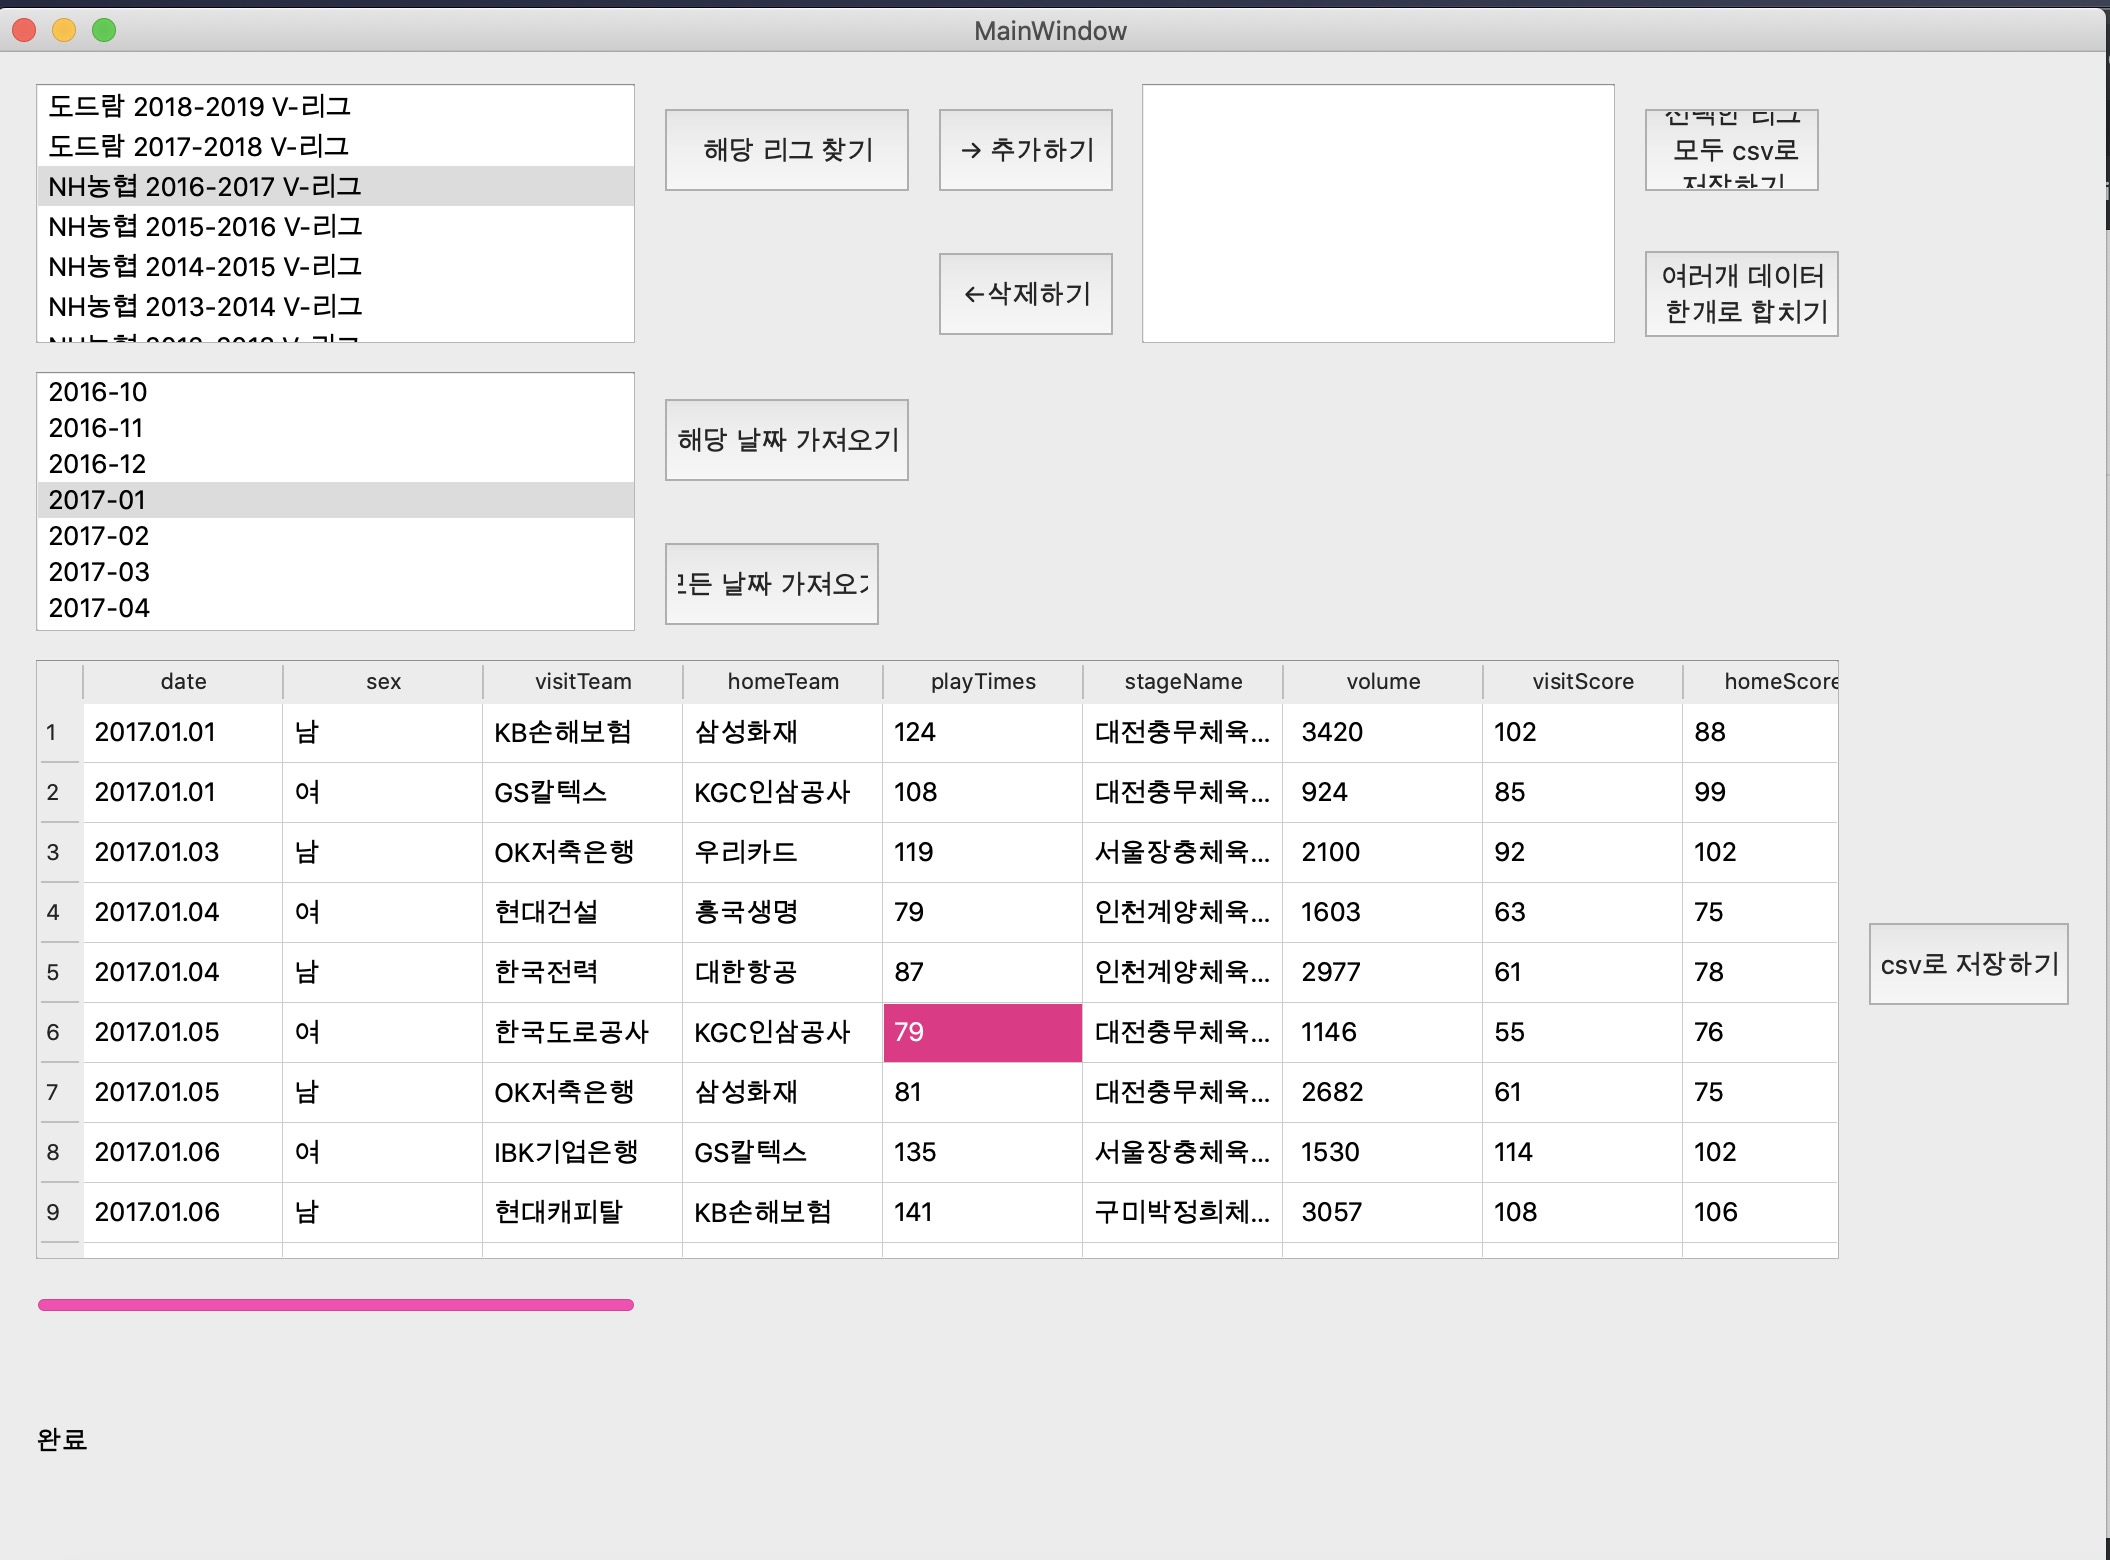 MainWindow
도드람 2018-2019 V-리그
도드람 2017-2018 V-리그
NH농협 2016-2017 V-리그
NH농협 2015-2016 V-리그
NH농협 2014-2015 V-리그
NH농협 2013-2014 V-리그
해당 리그 찾기
→ 추가하기
←삭제하기
선택한 리그
모두 csv로
저장하기
여러개 데이터
한개로 합치기
2016-10
2016-11
2016-12
2017-01
2017-02
2017-03
2017-04
해당 날짜 가져오기
모든 날짜 가져오기
date sex visitTeam homeTeam playTimes stageName volume visitScore homeScore
1 2017.01.01 남 KB손해보험 삼성화재 124 대전충무체육... 3420 102 88
2 2017.01.01 여 GS칼텍스 KGC인삼공사 108 대전충무체육... 924 85 99
3 2017.01.03 남 OK저축은행 우리카드 119 서울장충체육... 2100 92 102
4 2017.01.04 여 현대건설 흥국생명 79 인천계양체육... 1603 63 75
5 2017.01.04 남 한국전력 대한항공 87 인천계양체육... 2977 61 78
6 2017.01.05 여 한국도로공사 KGC인삼공사 79 대전충무체육... 1146 55 76
7 2017.01.05 남 OK저축은행 삼성화재 81 대전충무체육... 2682 61 75
8 2017.01.06 여 IBK기업은행 GS칼텍스 135 서울장충체육... 1530 114 102
9 2017.01.06 남 현대캐피탈 KB손해보험 141 구미박정희체... 3057 108 106
csv로 저장하기
완료